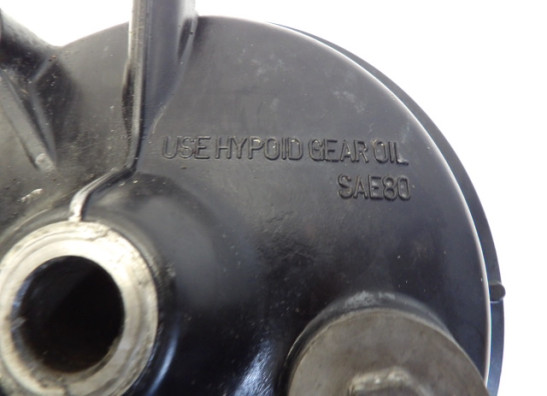 USE HYPOID GEAR OIL
SAE80